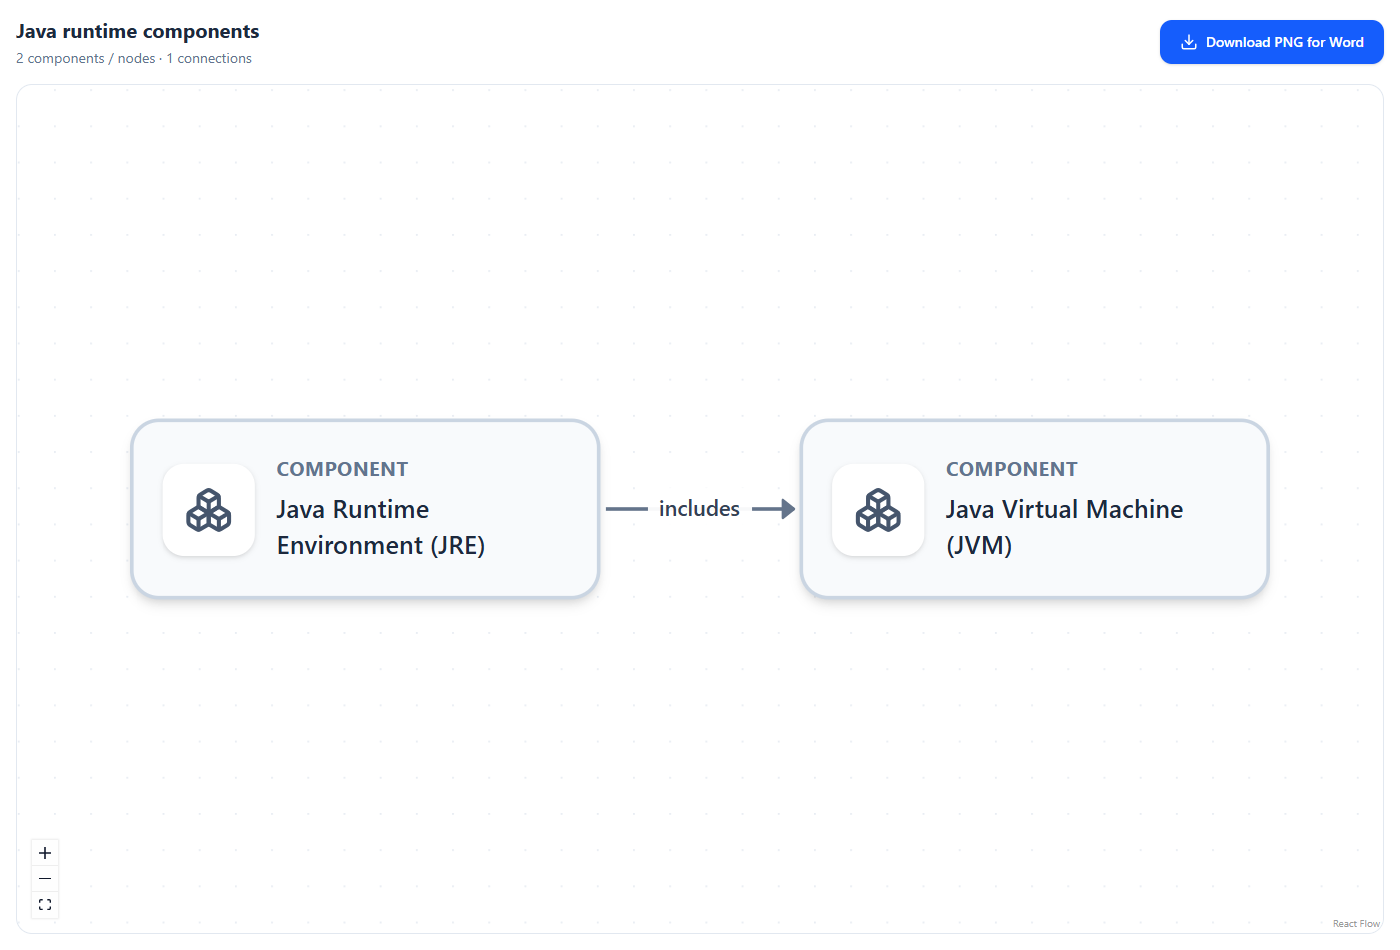 Java runtime components
2 components / nodes · 1 connections
Download PNG for Word
COMPONENT
Java Runtime
Environment (JRE)
includes
COMPONENT
Java Virtual Machine
(JVM)
React Flow